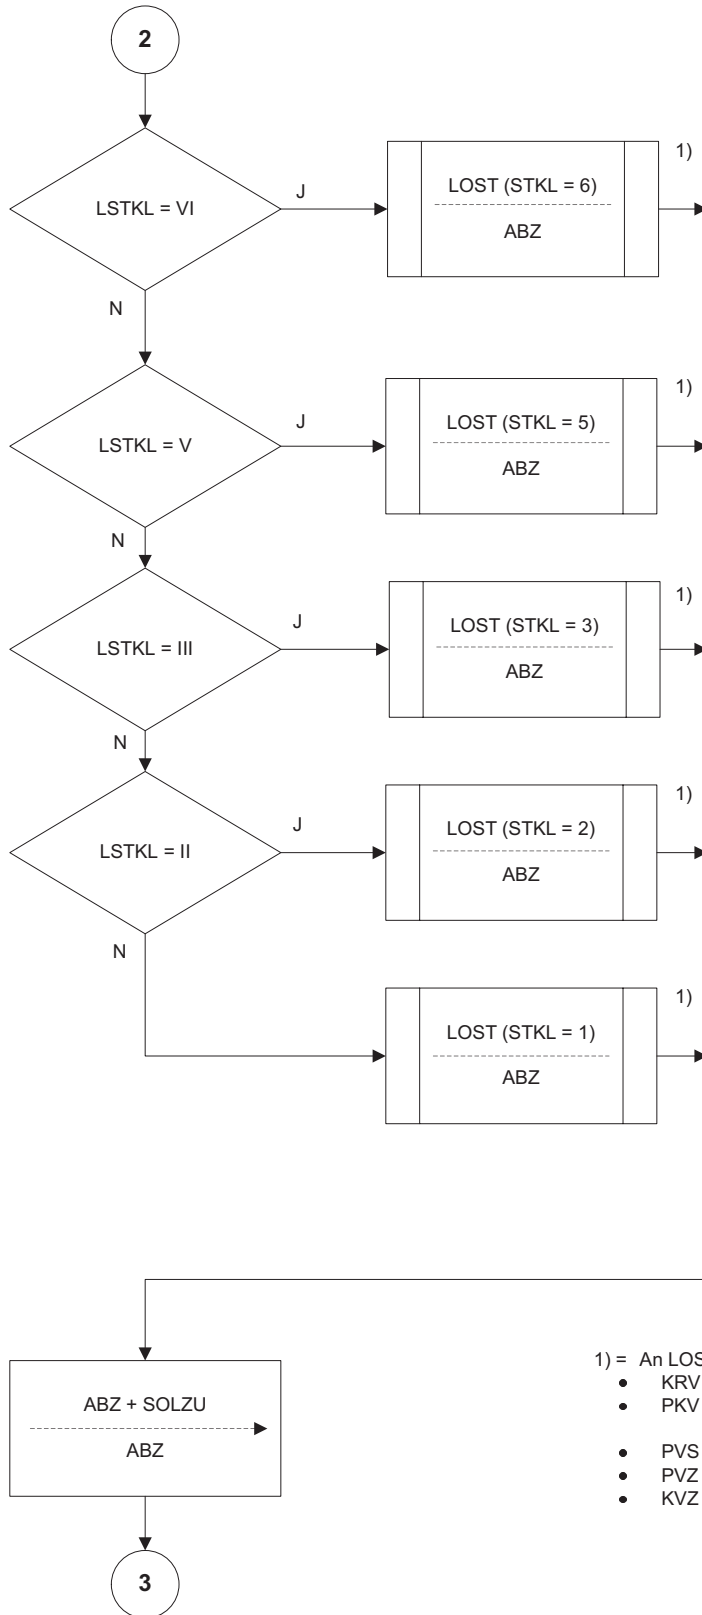 2
LSTKL = VI
J
LOST (STKL = 6)
ABZ
1)
N
LSTKL = V
J
LOST (STKL = 5)
ABZ
1)
N
LSTKL = III
J
LOST (STKL = 3)
ABZ
1)
N
LSTKL = II
J
LOST (STKL = 2)
ABZ
1)
N
LOST (STKL = 1)
ABZ
1)
ABZ + SOLZU
ABZ
1) = An LOS
• KRV
• PKV
• PVS
• PVZ
• KVZ
3